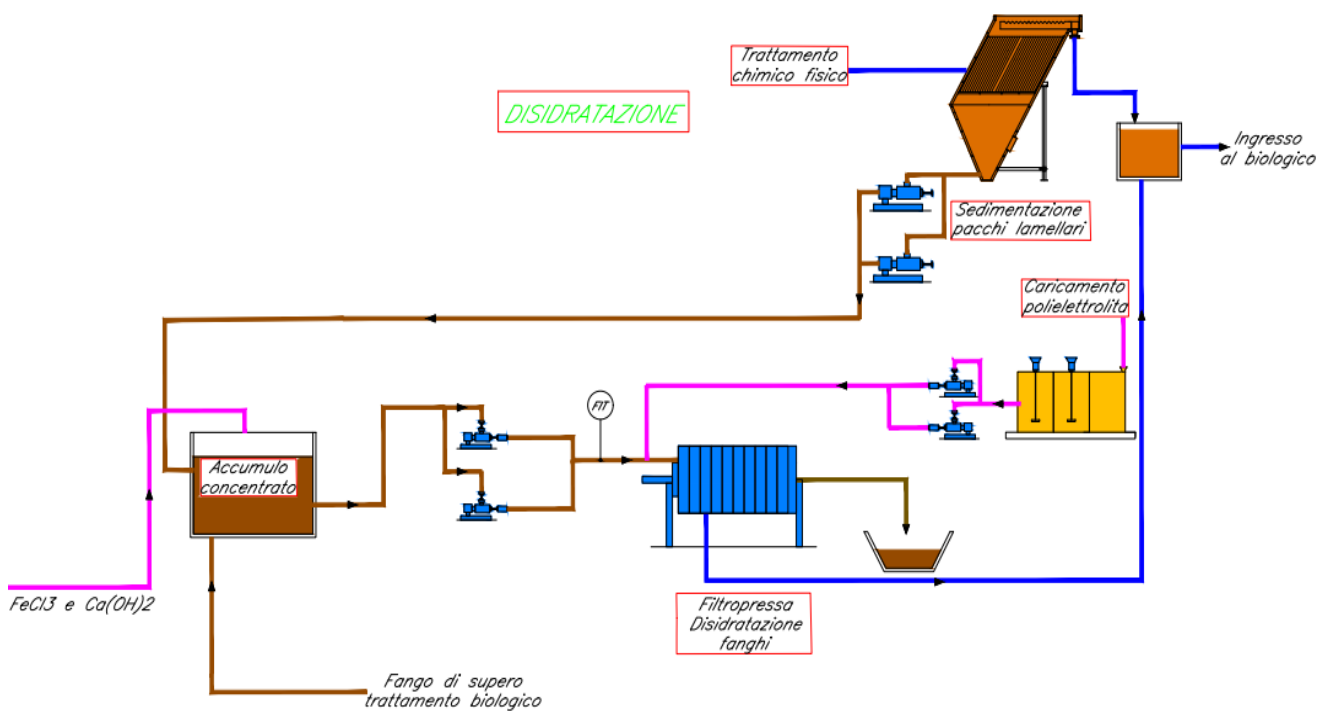 Trattamento
chimico fisico
DISIDRATAZIONE
Ingresso
al biologico
Sedimentazione
pacchi lamellari
Caricamento
polielettrolita
FIT
Accumulo
concentrato
FeCl3 e Ca(OH)2
Filtropressa
Disidratazione
fanghi
Fango di supero
trattamento biologico